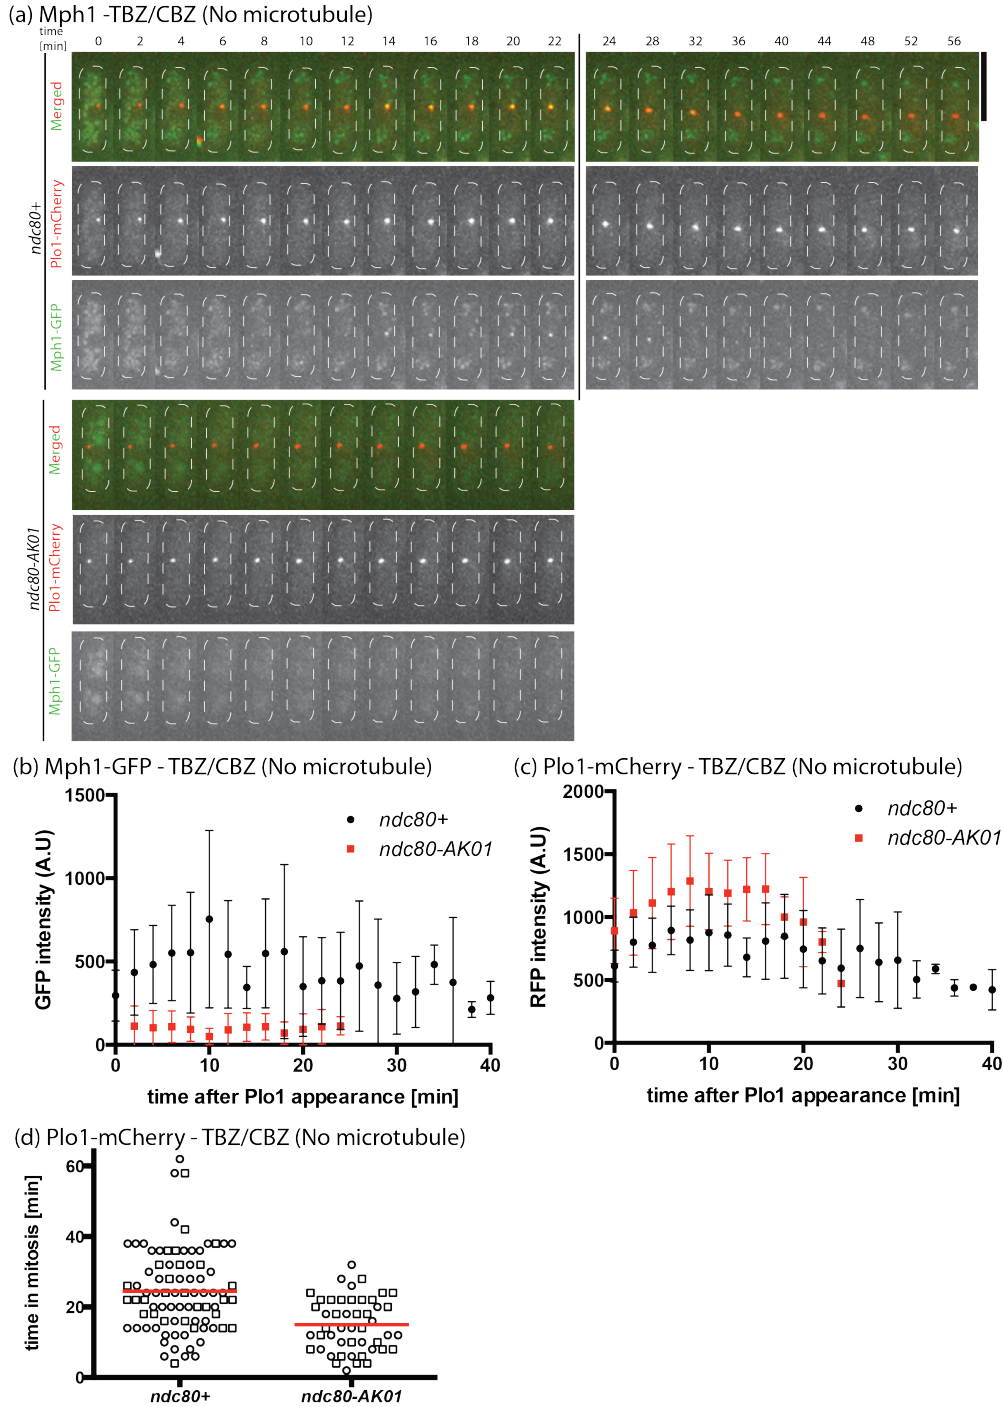 (a) Mph1 -TBZ/CBZ (No microtubule)
time
[min]
0 2 4 6 8 10 12 14 16 18 20 22 24 28 32 36 40 44 48 52 56
ndc80+
Merged
Plo1-mCherry
Mph1-GFP
ndc80-AK01
Merged
Plo1-mCherry
Mph1-GFP
(b) Mph1-GFP - TBZ/CBZ (No microtubule)
1500
1000
500
0
GFP intensity (A.U)
ndc80+
ndc80-AK01
0 10 20 30 40
time after Plo1 appearance [min]
(c) Plo1-mCherry - TBZ/CBZ (No microtubule)
2000
1500
1000
500
0
RFP intensity (A.U)
ndc80+
ndc80-AK01
0 10 20 30 40
time after Plo1 appearance [min]
(d) Plo1-mCherry - TBZ/CBZ (No microtubule)
60
40
20
0
time in mitosis [min]
ndc80+ ndc80-AK01